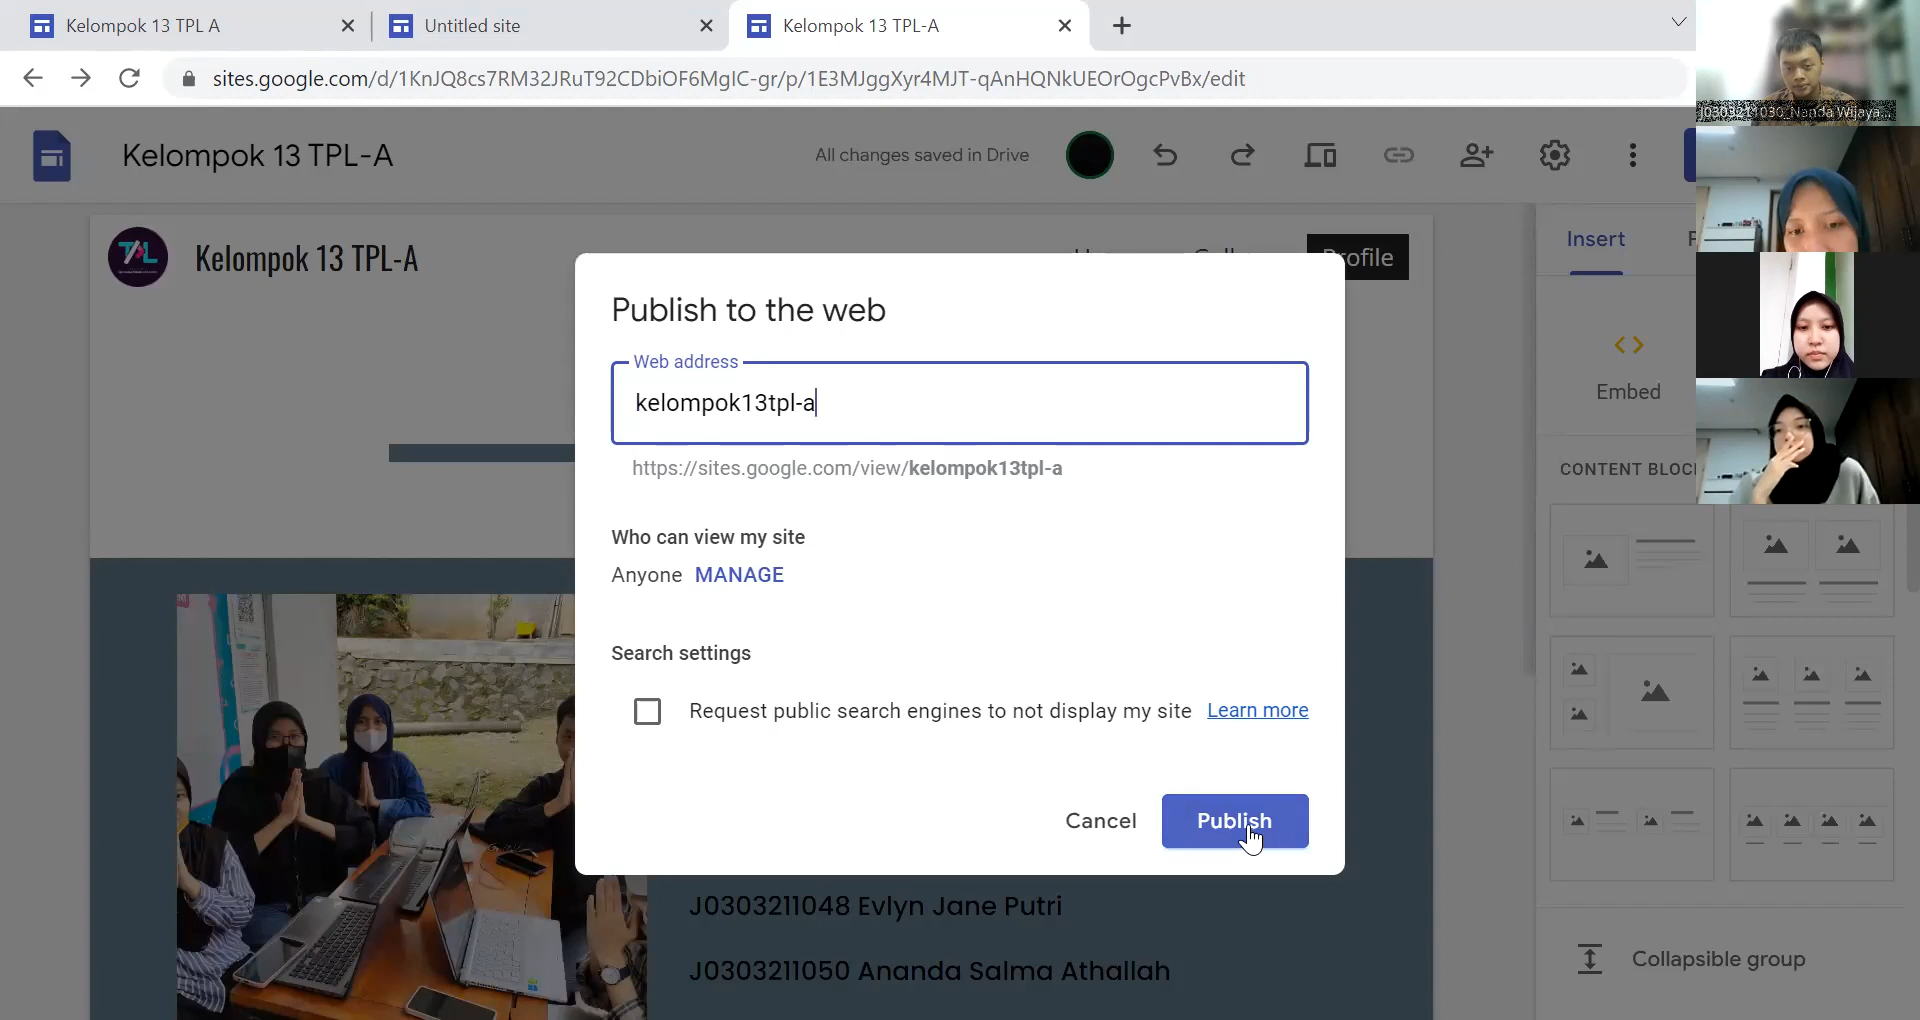 Kelompok 13 TPL A
Untitled site
Kelompok 13 TPL-A
sites.google.com/d/1KnJQ8cs7RM32JRuT92CDbiOF6MgIC-gr/p/1E3MJggXyr4MJT-qAnHQNkUEOrOgcPvBx/edit
J0303211030_Nanda Wijaya...
Kelompok 13 TPL-A
All changes saved in Drive
TPL
Kelompok 13 TPL-A
Profile
Insert
Publish to the web
Web address
kelompok13tpl-a
https://sites.google.com/view/kelompok13tpl-a
Who can view my site
Anyone MANAGE
Search settings
Request public search engines to not display my site Learn more
Cancel
Publish
Embed
CONTENT BLOC
J0303211048 Evlyn Jane Putri
J0303211050 Ananda Salma Athallah
Collapsible group